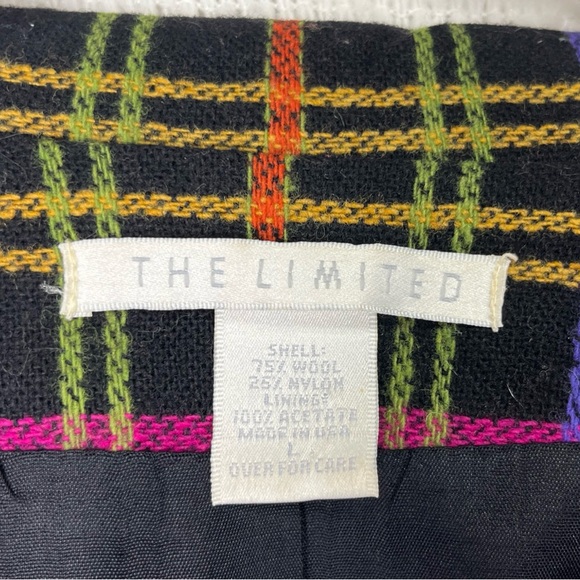 THE LIMITED
SHELL:
75% WOOL
25% NYLON
LINING:
100% ACETATE
MADE IN USA
L
OVER FOR CARE